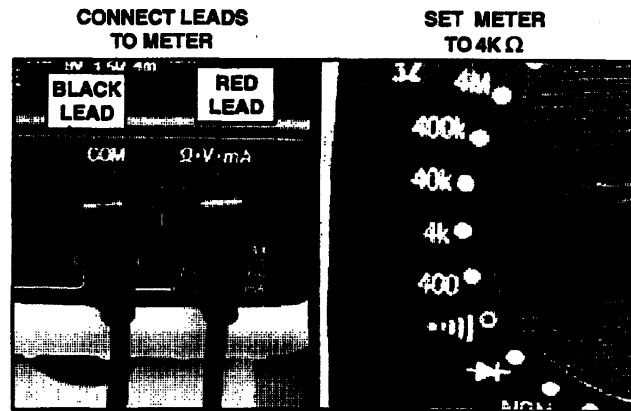 CONNECT LEADS
TO METER
BLACK
LEAD
RED
LEAD
COM
Ω·V·mA
SET METER
TO 4K Ω
4M
400k
40k
4k
400